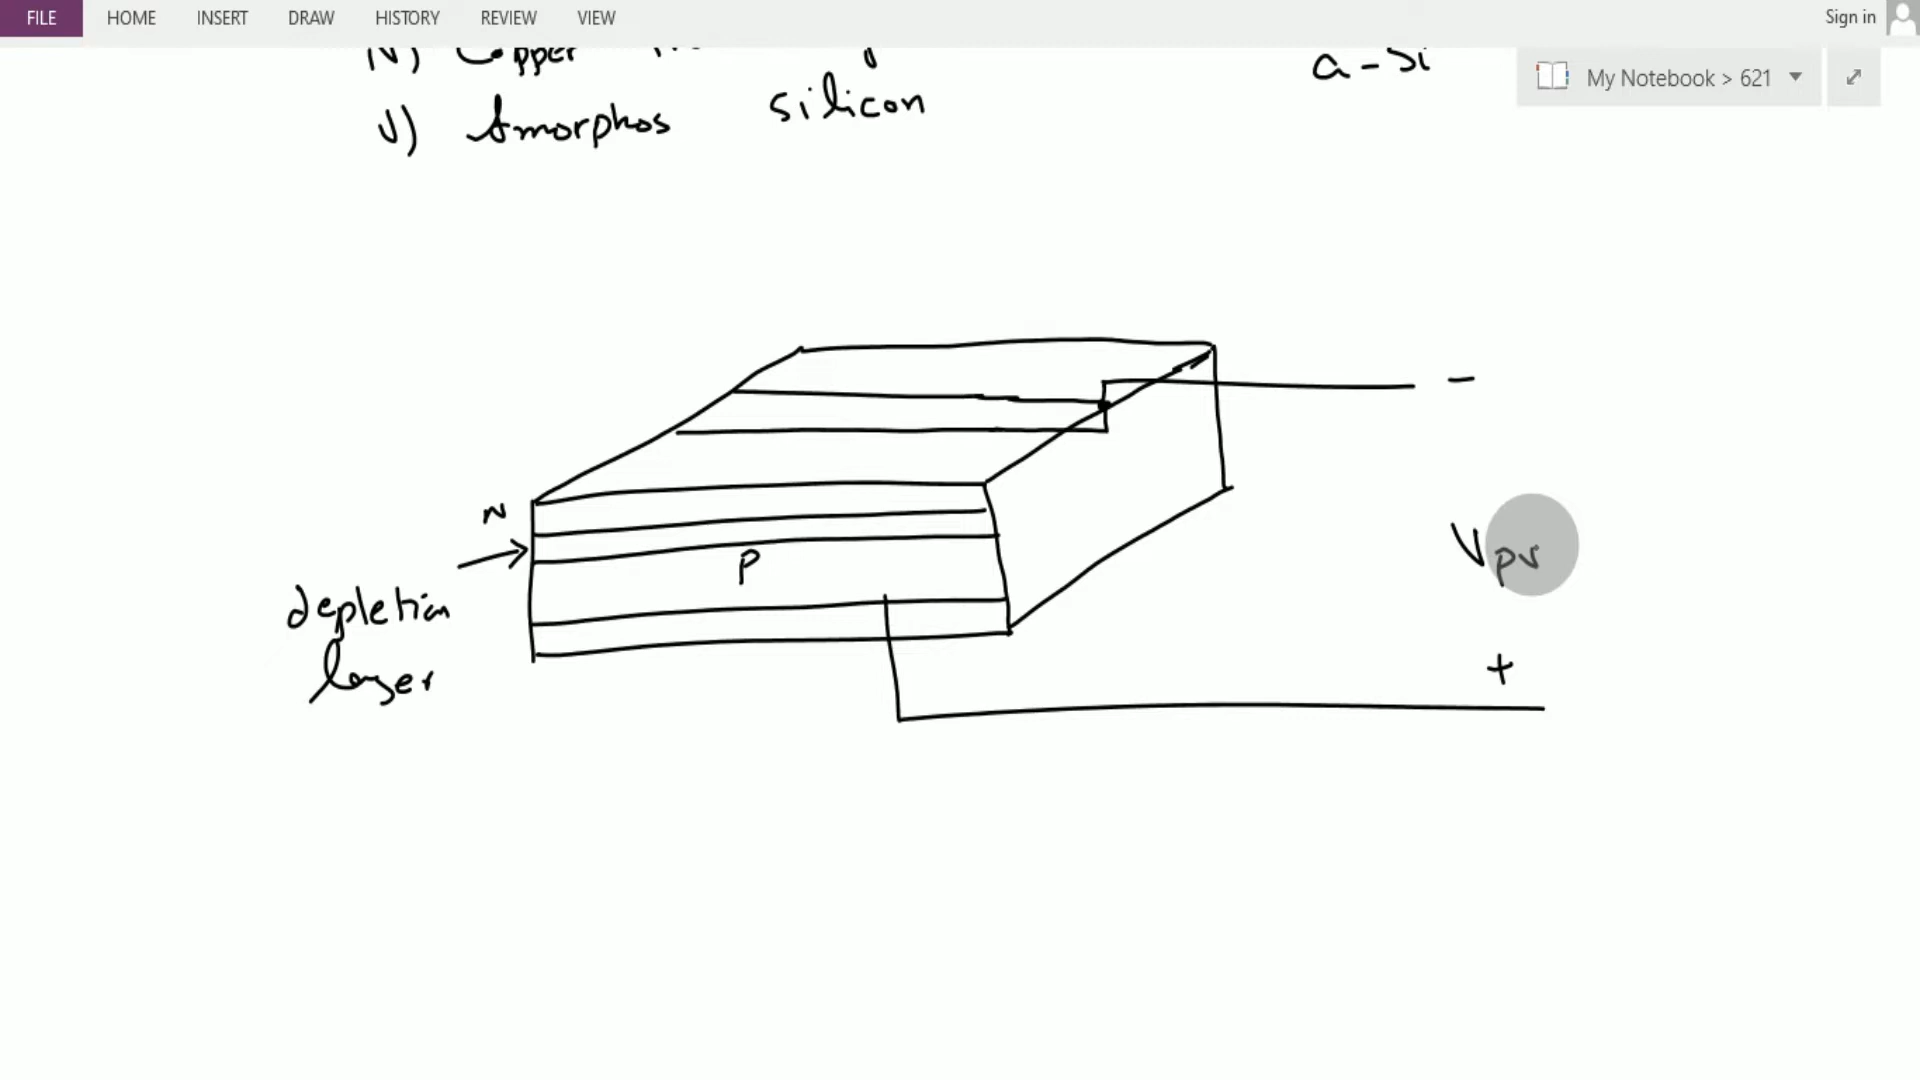 FILE HOME INSERT DRAW HISTORY REVIEW VIEW Sign in
My Notebook > 621
Copper
a-Si
V) Amorphos silicon
-
N
P
Vpv
depletion
layer
+